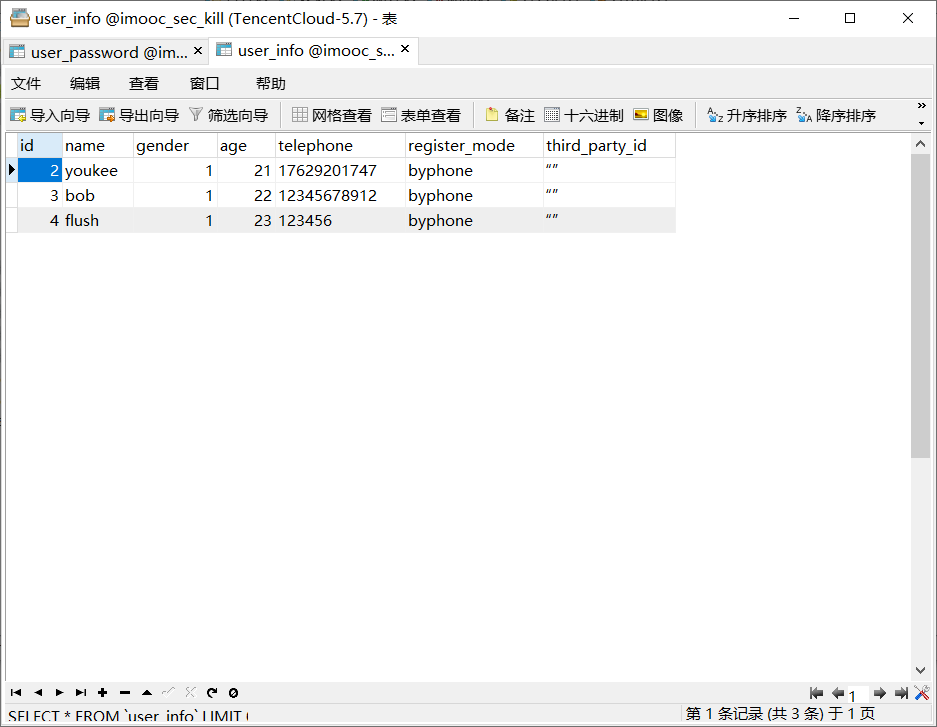 user_info @imooc_sec_kill (TencentCloud-5.7) - 表
user_password @im... user_info @imooc_s...
文件 编辑 查看 窗口 帮助
导入向导 导出向导 筛选向导 网格查看 表单查看 备注 十六进制 图像 升序排序 降序排序
id name gender age telephone register_mode third_party_id
2 youkee 1 21 17629201747 byphone “”
3 bob 1 22 12345678912 byphone “”
4 flush 1 23 123456 byphone “”
1
SELECT * FROM `user_info` LIMIT 第 1 条记录 (共 3 条) 于 1 页